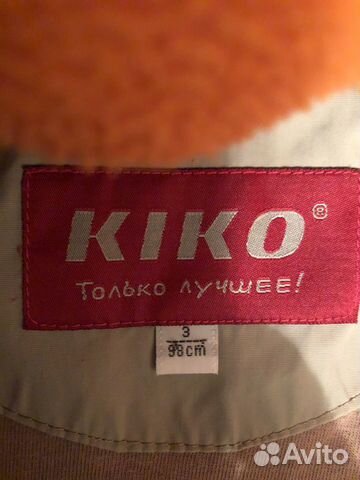 KIKO®
Только лучшее!
3
98cm
Avito